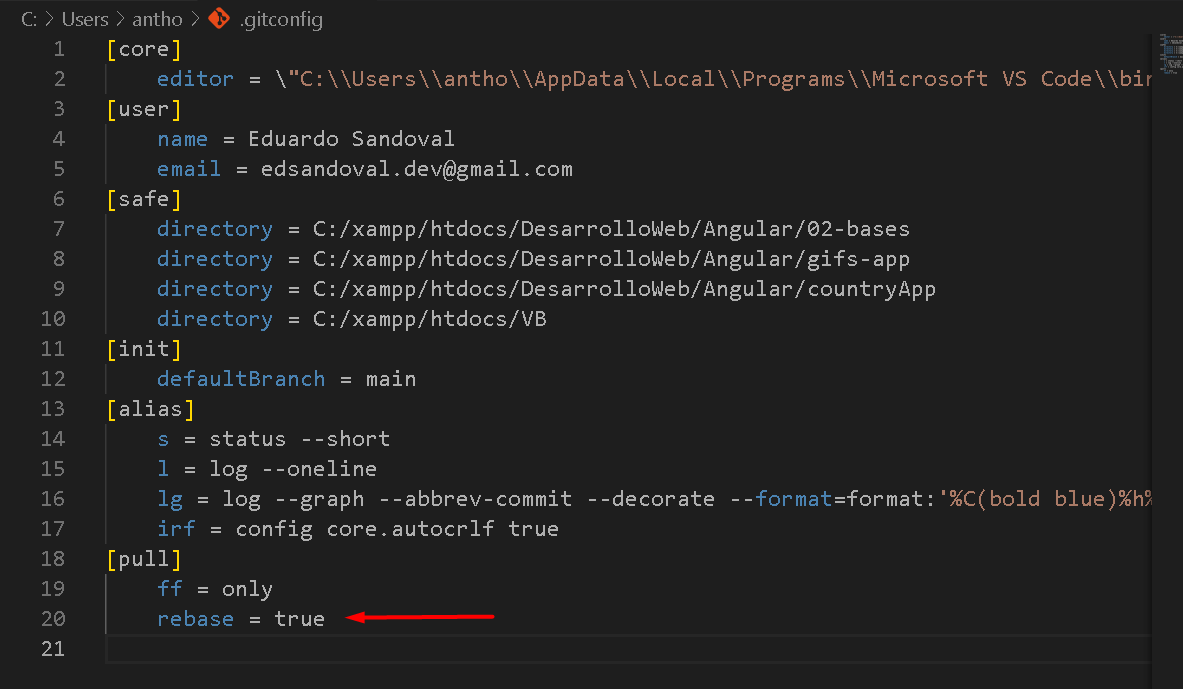 C: > Users > antho > .gitconfig
1 [core]
2 editor = \"C:\\Users\\antho\\AppData\\Local\\Programs\\Microsoft VS Code\\bin
3 [user]
4 name = Eduardo Sandoval
5 email = edsandoval.dev@gmail.com
6 [safe]
7 directory = C:/xampp/htdocs/DesarrolloWeb/Angular/02-bases
8 directory = C:/xampp/htdocs/DesarrolloWeb/Angular/gifs-app
9 directory = C:/xampp/htdocs/DesarrolloWeb/Angular/countryApp
10 directory = C:/xampp/htdocs/VB
11 [init]
12 defaultBranch = main
13 [alias]
14 s = status --short
15 l = log --oneline
16 lg = log --graph --abbrev-commit --decorate --format=format:'%C(bold blue)%h%
17 irf = config core.autocrlf true
18 [pull]
19 ff = only
20 rebase = true
21